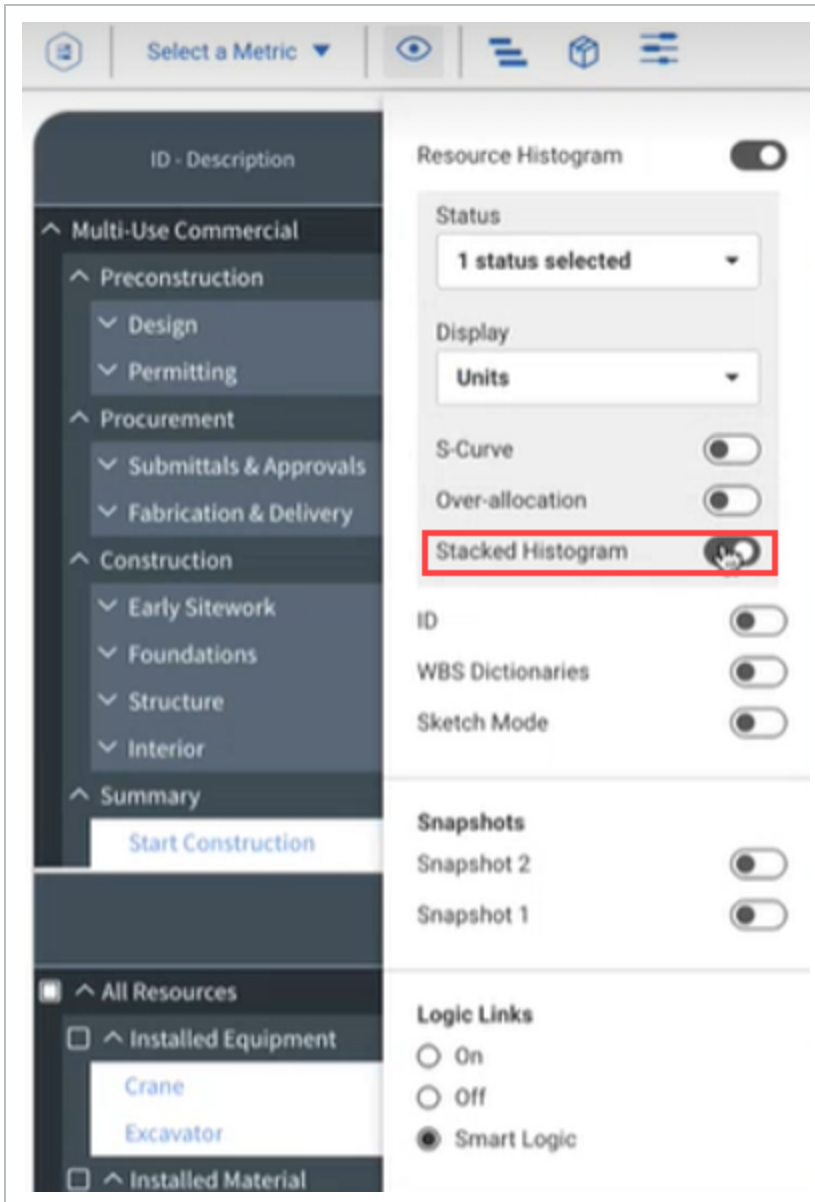 Select a Metric
ID - Description
Multi-Use Commercial
Preconstruction
Design
Permitting
Procurement
Submittals & Approvals
Fabrication & Delivery
Construction
Early Sitework
Foundations
Structure
Interior
Summary
Start Construction
All Resources
Installed Equipment
Crane
Excavator
Installed Material
Resource Histogram
Status
1 status selected
Display
Units
S-Curve
Over-allocation
Stacked Histogram
ID
WBS Dictionaries
Sketch Mode
Snapshots
Snapshot 2
Snapshot 1
Logic Links
On
Off
Smart Logic